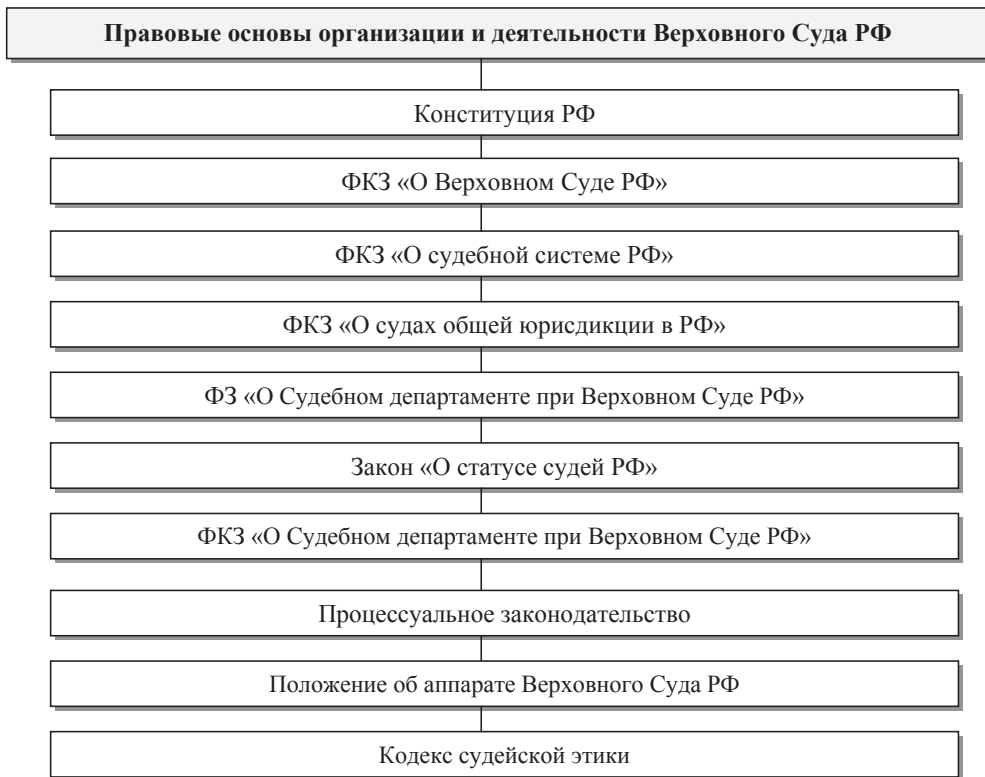 Правовые основы организации и деятельности Верховного Суда РФ
Конституция РФ
ФКЗ «О Верховном Суде РФ»
ФКЗ «О судебной системе РФ»
ФКЗ «О судах общей юрисдикции в РФ»
ФЗ «О Судебном департаменте при Верховном Суде РФ»
Закон «О статусе судей РФ»
ФКЗ «О Судебном департаменте при Верховном Суде РФ»
Процессуальное законодательство
Положение об аппарате Верховного Суда РФ
Кодекс судейской этики